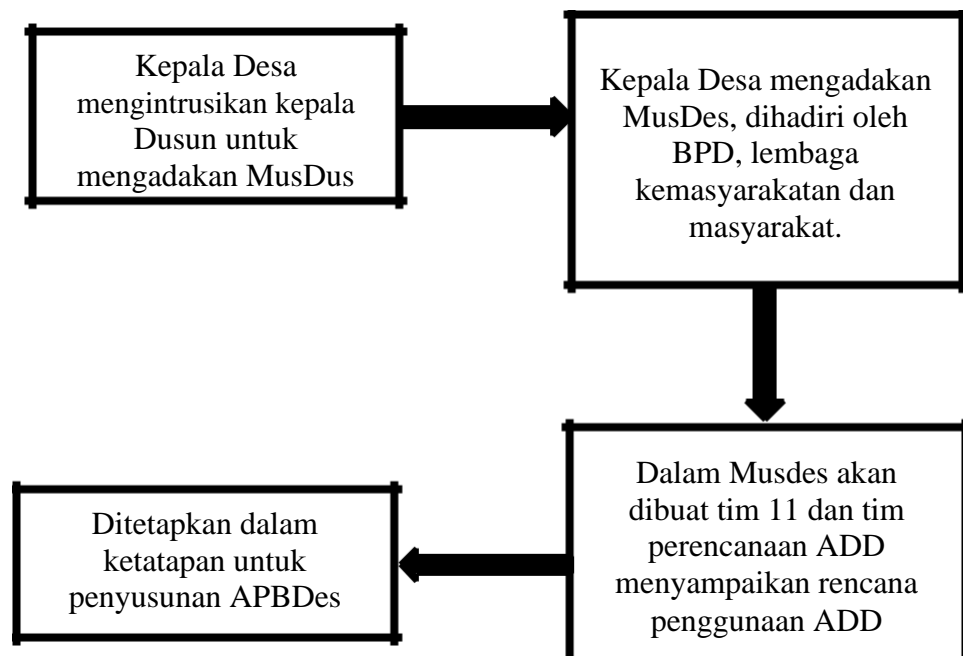 Kepala Desa
mengintrusikan kepala
Dusun untuk
mengadakan MusDus
Kepala Desa mengadakan
MusDes, dihadiri oleh
BPD, lembaga
kemasyarakatan dan
masyarakat.
Dalam Musdes akan
dibuat tim 11 dan tim
perencanaan ADD
menyampaikan rencana
penggunaan ADD
Ditetapkan dalam
ketatapan untuk
penyusunan APBDes